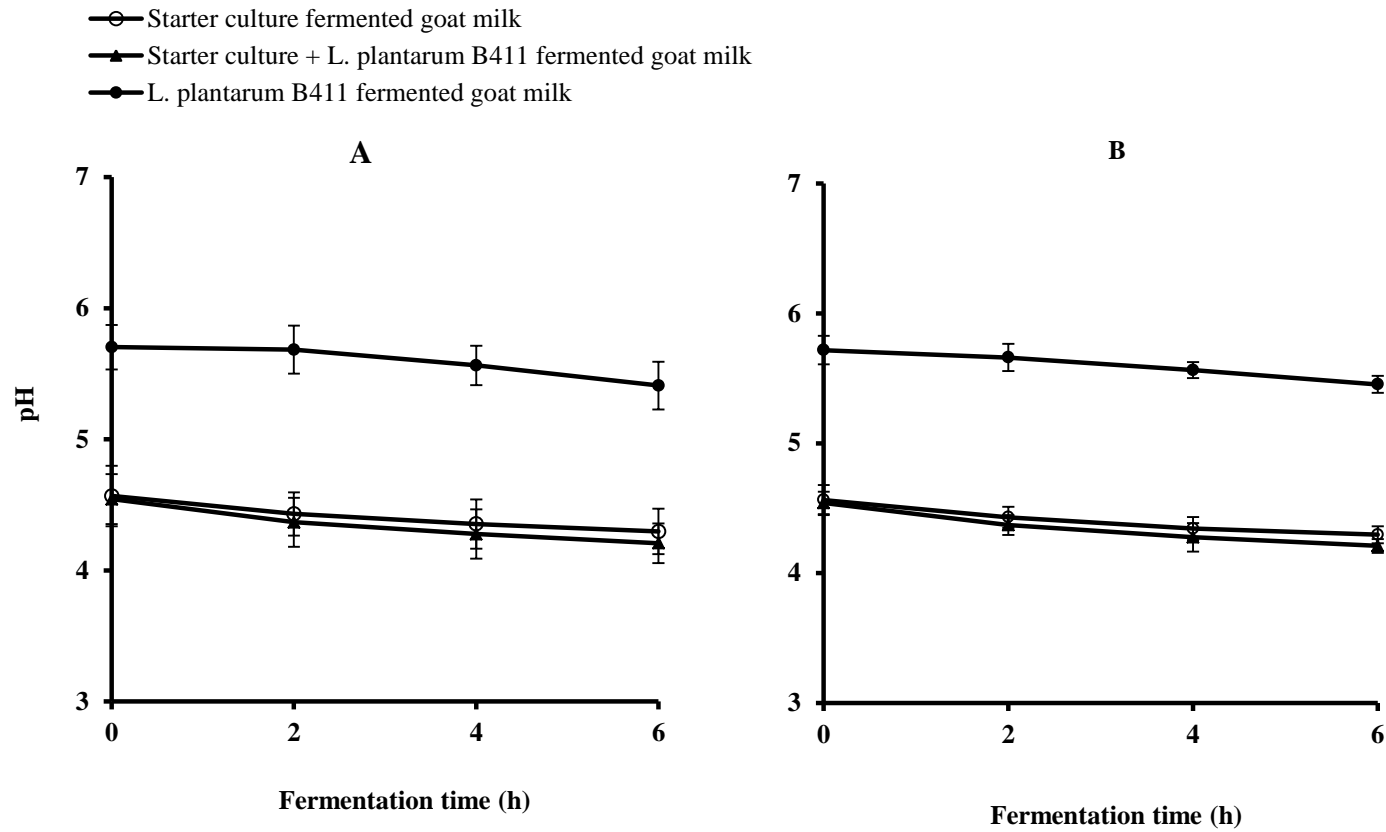 Starter culture fermented goat milk
Starter culture + L. plantarum B411 fermented goat milk
L. plantarum B411 fermented goat milk
A
7
6
5
4
3
pH
0 2 4 6
Fermentation time (h)
B
7
6
5
4
3
0 2 4 6
Fermentation time (h)